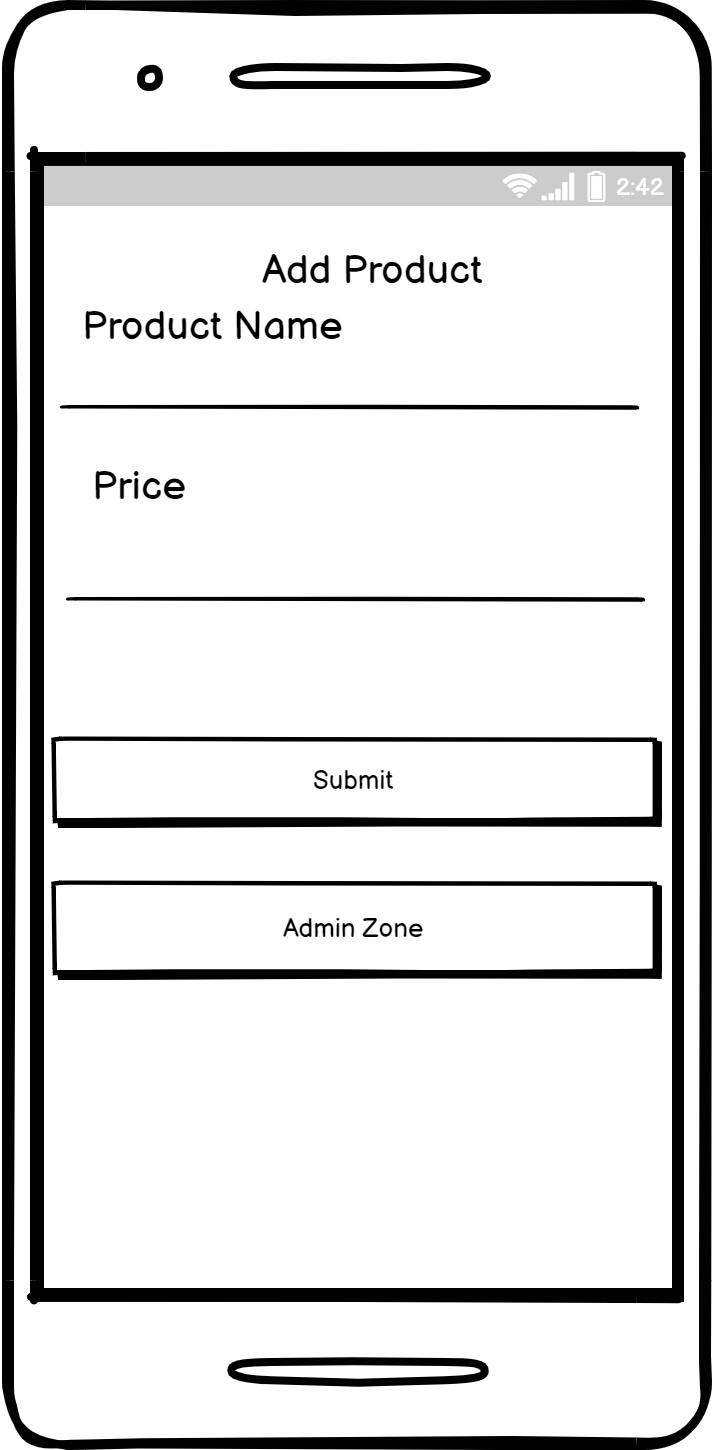 2:42
Add Product
Product Name
Price
Submit
Admin Zone